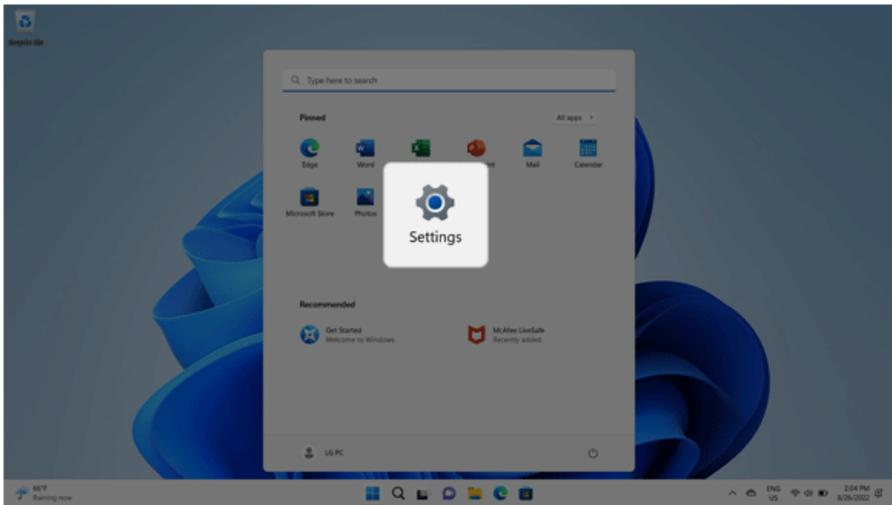 Recycle Bin
Type here to search
Pinned
All apps >
Edge
Word
Mail
Calendar
Microsoft Store
Photos
Settings
Recommended
Get Started
Welcome to Windows
McAfee LiveSafe
Recently added
LG PC
66°F
Raining now
ENG
US
2:04 PM
8/26/2022